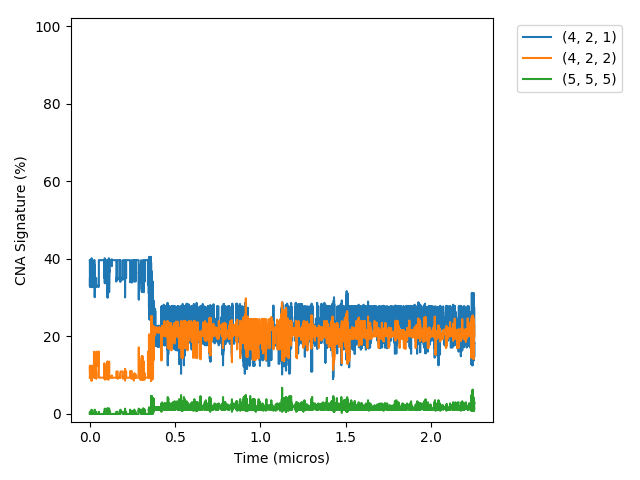 100
80
60
40
20
0
0.0 0.5 1.0 1.5 2.0
CNA Signature (%)
Time (micros)
(4, 2, 1)
(4, 2, 2)
(5, 5, 5)